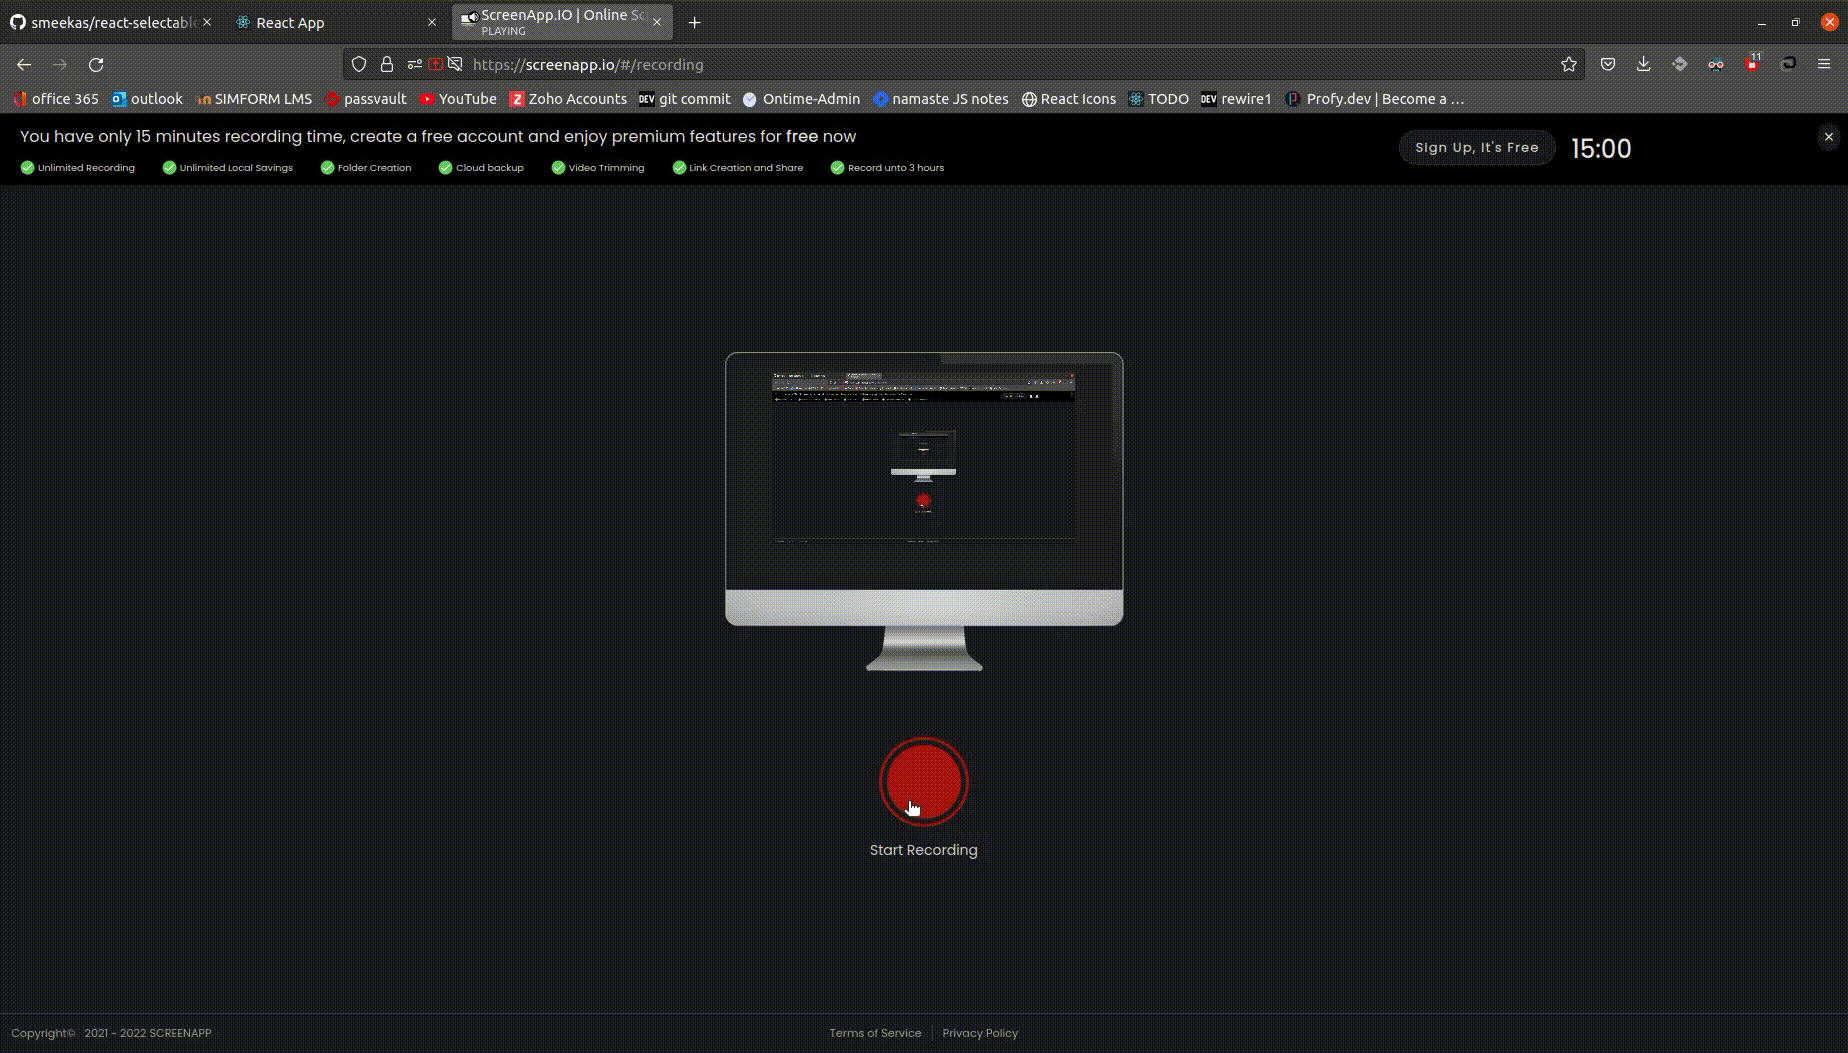 smeekas/react-selectable
React App
ScreenApp.IO | Online Sc
PLAYING
https://screenapp.io/#/recording
11
office 365
outlook
SIMFORM LMS
passvault
YouTube
Zoho Accounts
DEV git commit
Ontime-Admin
namaste JS notes
React Icons
TODO
DEV rewire1
Profy.dev | Become a ...
You have only 15 minutes recording time, create a free account and enjoy premium features for free now
Unlimited Recording
Unlimited Local Savings
Folder Creation
Cloud backup
Video Trimming
Link Creation and Share
Record unto 3 hours
Sign Up, It's Free
15:00
Start Recording
Copyright© 2021 - 2022 SCREENAPP
Terms of Service
Privacy Policy